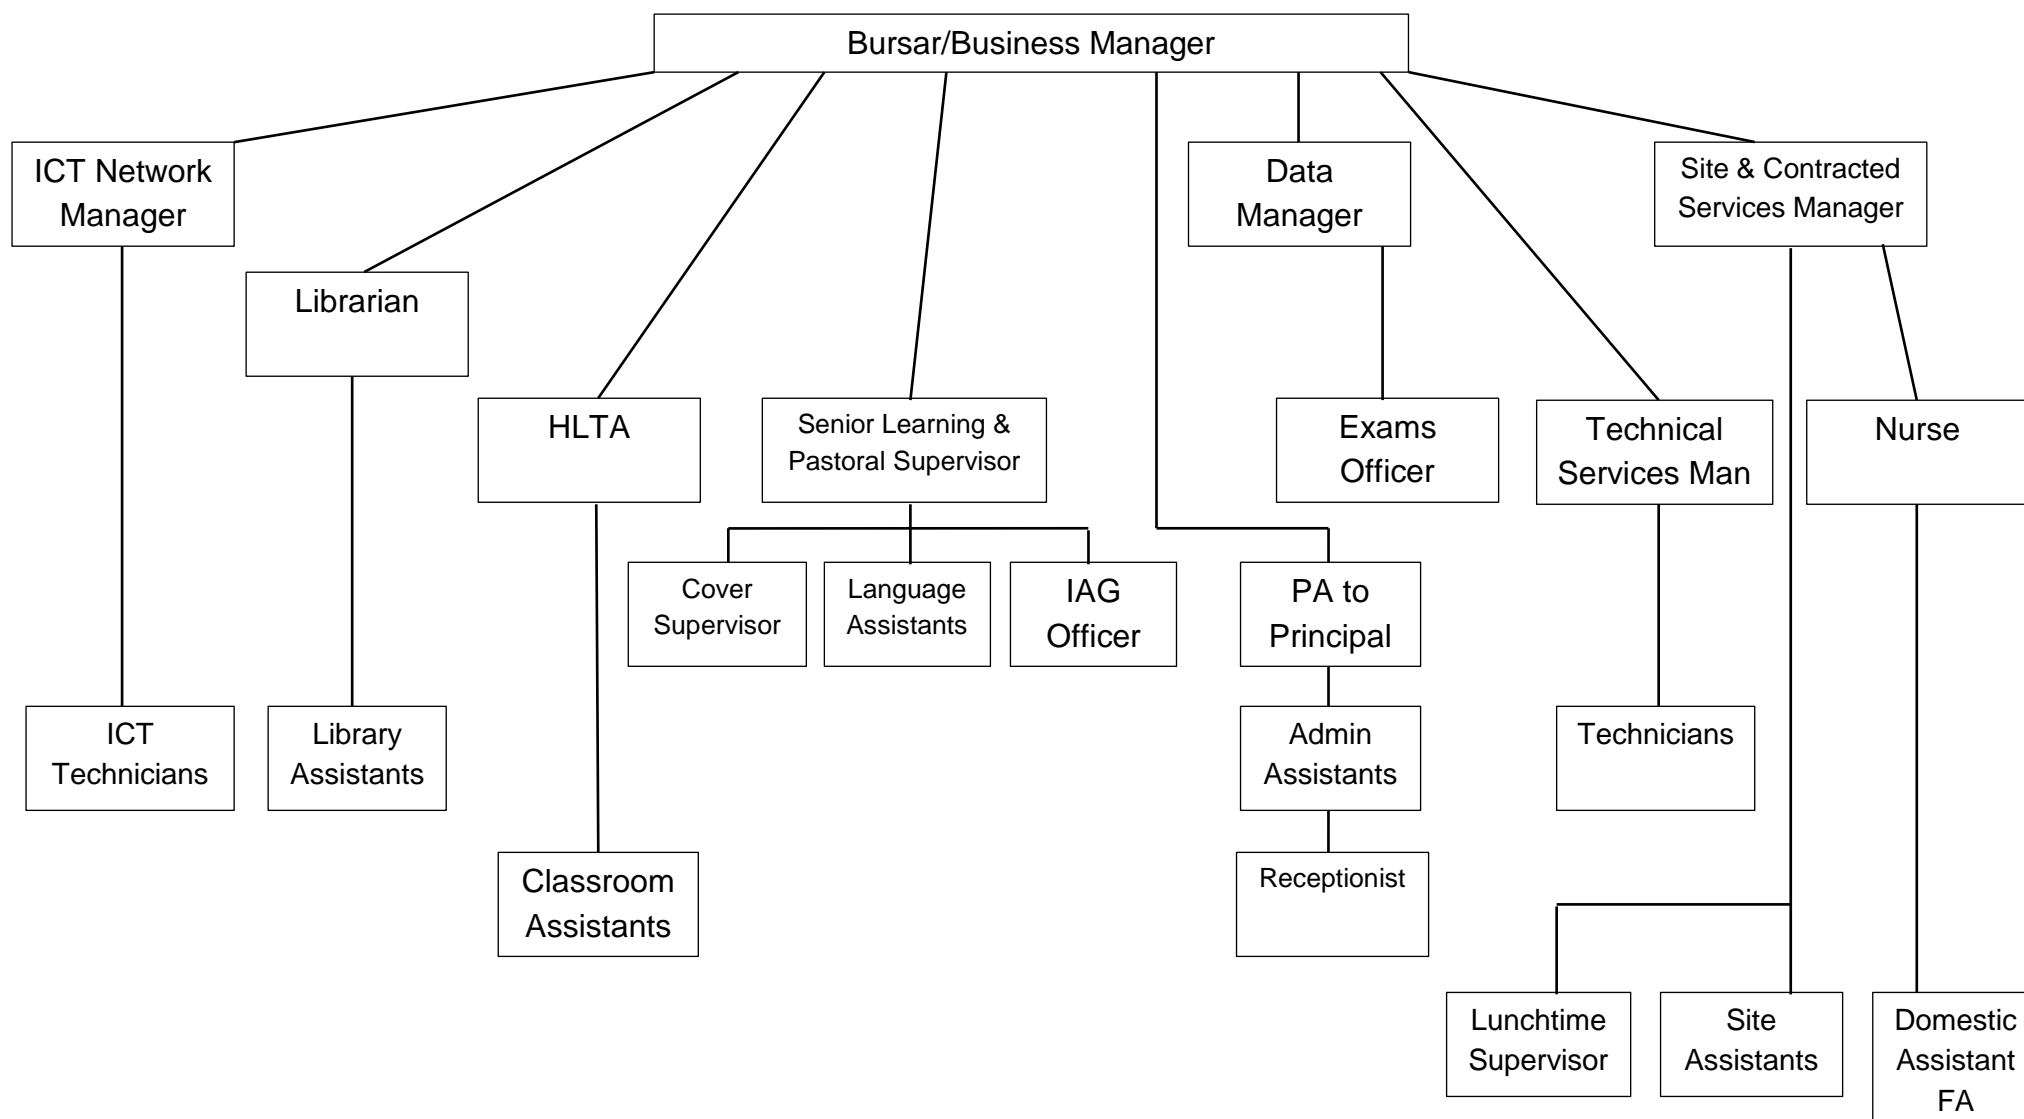 Bursar/Business Manager
ICT Network
Manager
Data
Manager
Site & Contracted
Services Manager
Librarian
HLTA
Senior Learning &
Pastoral Supervisor
Exams
Officer
Technical
Services Man
Nurse
Cover
Supervisor
Language
Assistants
IAG
Officer
PA to
Principal
ICT
Technicians
Library
Assistants
Admin
Assistants
Technicians
Classroom
Assistants
Receptionist
Lunchtime
Supervisor
Site
Assistants
Domestic
Assistant
FA